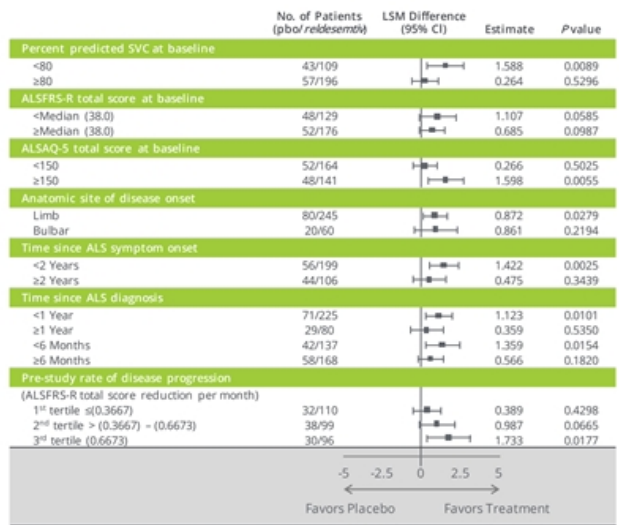 No. of Patients LSM Difference
(pbo/reldesemtiv) (95% CI) Estimate P value
Percent predicted SVC at baseline
<80 43/109 1.588 0.0089
≥80 57/196 0.264 0.5296
ALSFRS-R total score at baseline
<Median (38.0) 48/129 1.107 0.0585
≥Median (38.0) 52/176 0.685 0.0987
ALSAQ-5 total score at baseline
<150 52/164 0.266 0.5025
≥150 48/141 1.598 0.0055
Anatomic site of disease onset
Limb 80/245 0.872 0.0279
Bulbar 20/60 0.861 0.2194
Time since ALS symptom onset
<2 Years 56/199 1.422 0.0025
≥2 Years 44/106 0.475 0.3439
Time since ALS diagnosis
<1 Year 71/225 1.123 0.0101
≥1 Year 29/80 0.359 0.5350
<6 Months 42/137 1.359 0.0154
≥6 Months 58/168 0.566 0.1820
Pre-study rate of disease progression
(ALSFRS-R total score reduction per month)
1st tertile ≤(0.3667) 32/110 0.389 0.4298
2nd tertile > (0.3667) – (0.6673) 38/99 0.987 0.0665
3rd tertile (0.6673) 30/96 1.733 0.0177
-5 -2.5 0 2.5 5
Favors Placebo Favors Treatment